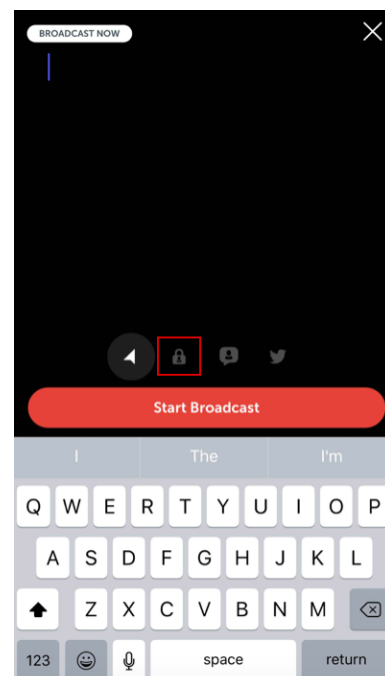 BROADCAST NOW
Start Broadcast
I The I'm
Q W E R T Y U I O P
A S D F G H J K L
Z X C V B N M
123 space return